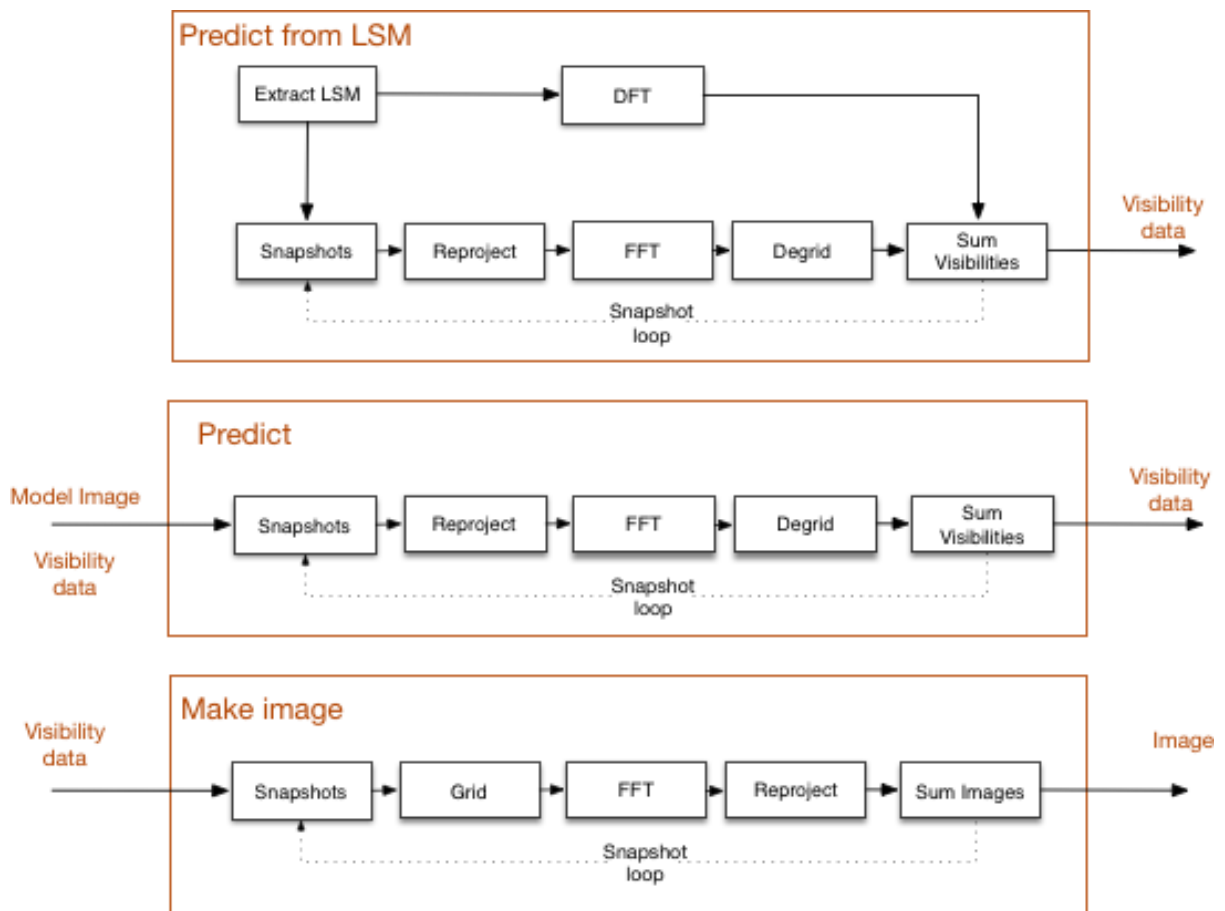 Predict from LSM
Extract LSM
DFT
Visibility
data
Snapshots
Reproject
FFT
Degrid
Sum
Visibilities
Snapshot
loop
Predict
Model Image
Visibility
data
Snapshots
Reproject
FFT
Degrid
Sum
Visibilities
Visibility
data
Snapshot
loop
Make image
Visibility
data
Snapshots
Grid
FFT
Reproject
Sum Images
Image
Snapshot
loop